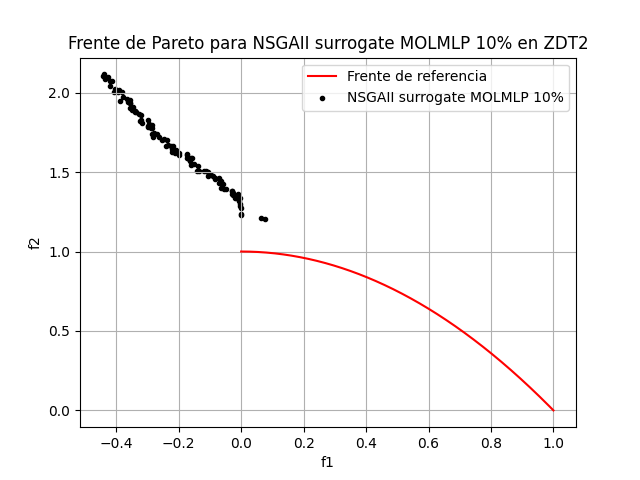 Frente de Pareto para NSGAII surrogate MOLMLP 10% en ZDT2
Frente de referencia
NSGAII surrogate MOLMLP 10%
f2
2.0
1.5
1.0
0.5
0.0
−0.4 −0.2 0.0 0.2 0.4 0.6 0.8 1.0
f1